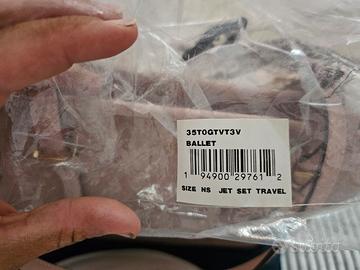 35T0GTVT3V
BALLET
1 94900 29761 2
SIZE NS JET SET TRAVEL